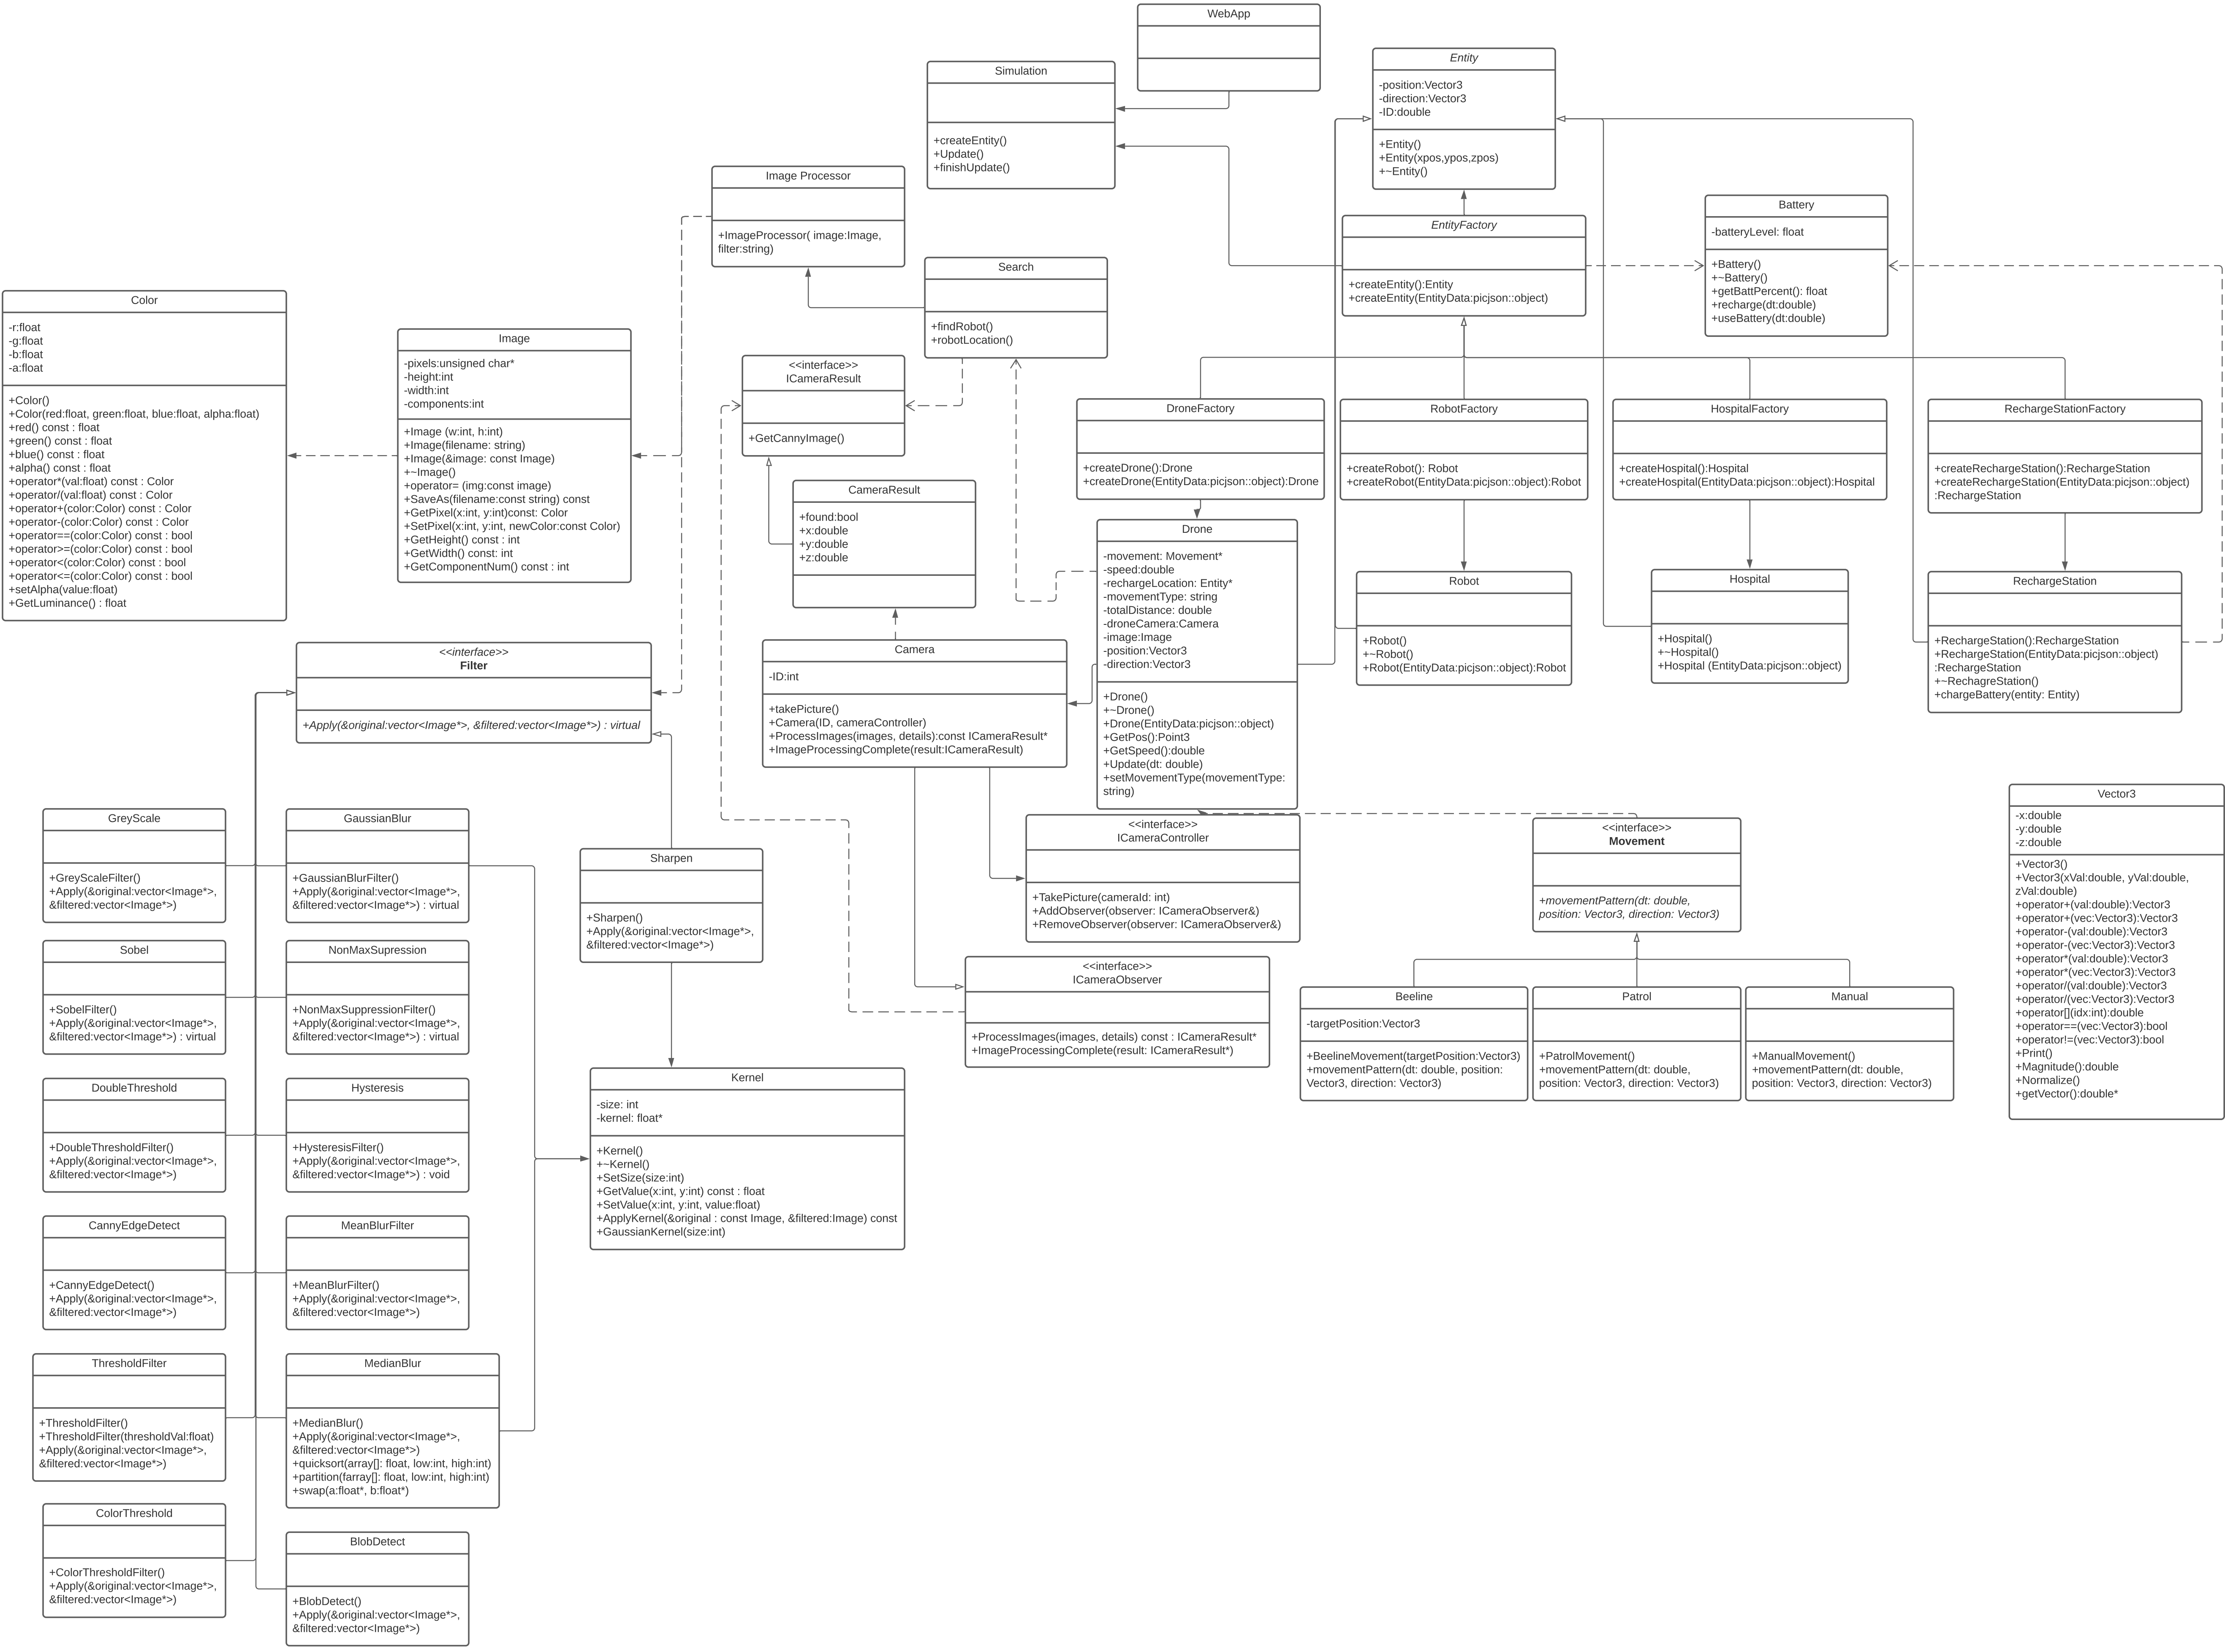 WebApp
Simulation
+createEntity()
+Update()
+finishUpdate()
Entity
-position:Vector3
-direction:Vector3
-ID:double
+Entity()
+Entity(xpos,ypos,zpos)
+~Entity()
Image Processor
+ImageProcessor( image:Image,
filter:string)
Search
+findRobot()
+robotLocation()
EntityFactory
+createEntity():Entity
+createEntity(EntityData:picjson::object)
Battery
-batteryLevel: float
+Battery()
+~Battery()
+getBattPercent(): float
+recharge(dt:double)
+useBattery(dt:double)
Color
-r:float
-g:float
-b:float
-a:float
+Color()
+Color(red:float, green:float, blue:float, alpha:float)
+red() const : float
+green() const : float
+blue() const : float
+alpha() const : float
+operator*(val:float) const : Color
+operator/(val:float) const : Color
+operator+(color:Color) const : Color
+operator-(color:Color) const : Color
+operator==(color:Color) const : bool
+operator>=(color:Color) const : bool
+operator<(color:Color) const : bool
+operator<=(color:Color) const : bool
+setAlpha(value:float)
+GetLuminance() : float
Image
-pixels:unsigned char*
-height:int
-width:int
-components:int
+Image (w:int, h:int)
+Image(filename: string)
+Image(&image: const Image)
+~Image()
+operator= (img:const image)
+SaveAs(filename:const string) const
+GetPixel(x:int, y:int)const: Color
+SetPixel(x:int, y:int, newColor:const Color)
+GetHeight() const : int
+GetWidth() const: int
+GetComponentNum() const : int
<<interface>>
ICameraResult
+GetCannyImage()
CameraResult
+found:bool
+x:double
+y:double
+z:double
DroneFactory
+createDrone():Drone
+createDrone(EntityData:picjson::object):Drone
RobotFactory
+createRobot(): Robot
+createRobot(EntityData:picjson::object):Robot
HospitalFactory
+createHospital():Hospital
+createHospital(EntityData:picjson::object):Hospital
RechargeStationFactory
+createRechargeStation():RechargeStation
+createRechargeStation(EntityData:picjson::object)
:RechargeStation
Drone
-movement: Movement*
-speed:double
-rechargeLocation: Entity*
-movementType: string
-totalDistance: double
-droneCamera:Camera
-image:Image
-position:Vector3
-direction:Vector3
+Drone()
+~Drone()
+Drone(EntityData:picjson::object)
+GetPos():Point3
+GetSpeed():double
+Update(dt: double)
+setMovementType(movementType:
string)
Robot
+Robot()
+~Robot()
+Robot(EntityData:picjson::object):Robot
Hospital
+Hospital()
+~Hospital()
+Hospital (EntityData:picjson::object)
RechargeStation
+RechargeStation():RechargeStation
+RechargeStation(EntityData:picjson::object)
:RechargeStation
+~RechagreStation()
+chargeBattery(entity: Entity)
<<interface>>
Filter
+Apply(&original:vector<Image*>, &filtered:vector<Image*>) : virtual
Camera
-ID:int
+takePicture()
+Camera(ID, cameraController)
+ProcessImages(images, details):const ICameraResult*
+ImageProcessingComplete(result:ICameraResult)
<<interface>>
ICameraController
+TakePicture(cameraId: int)
+AddObserver(observer: ICameraObserver&)
+RemoveObserver(observer: ICameraObserver&)
<<interface>>
Movement
+movementPattern(dt: double,
position: Vector3, direction: Vector3)
Vector3
-x:double
-y:double
-z:double
+Vector3()
+Vector3(xVal:double, yVal:double,
zVal:double)
+operator+(val:double):Vector3
+operator+(vec:Vector3):Vector3
+operator-(val:double):Vector3
+operator-(vec:Vector3):Vector3
+operator*(val:double):Vector3
+operator*(vec:Vector3):Vector3
+operator/(val:double):Vector3
+operator/(vec:Vector3):Vector3
+operator[](idx:int):double
+operator==(vec:Vector3):bool
+operator!=(vec:Vector3):bool
+Print()
+Magnitude():double
+Normalize()
+getVector():double*
GreyScale
+GreyScaleFilter()
+Apply(&original:vector<Image*>,
&filtered:vector<Image*>)
GaussianBlur
+GaussianBlurFilter()
+Apply(&original:vector<Image*>,
&filtered:vector<Image*>) : virtual
Sharpen
+Sharpen()
+Apply(&original:vector<Image*>,
&filtered:vector<Image*>)
Sobel
+SobelFilter()
+Apply(&original:vector<Image*>,
&filtered:vector<Image*>) : virtual
NonMaxSupression
+NonMaxSuppressionFilter()
+Apply(&original:vector<Image*>,
&filtered:vector<Image*>) : virtual
<<interface>>
ICameraObserver
+ProcessImages(images, details) const : ICameraResult*
+ImageProcessingComplete(result: ICameraResult*)
Beeline
-targetPosition:Vector3
+BeelineMovement(targetPosition:Vector3)
+movementPattern(dt: double, position:
Vector3, direction: Vector3)
Patrol
+PatrolMovement()
+movementPattern(dt: double,
position: Vector3, direction: Vector3)
Manual
+ManualMovement()
+movementPattern(dt: double,
position: Vector3, direction: Vector3)
DoubleThreshold
+DoubleThresholdFilter()
+Apply(&original:vector<Image*>,
&filtered:vector<Image*>)
Hysteresis
+HysteresisFilter()
+Apply(&original:vector<Image*>,
&filtered:vector<Image*>) : void
Kernel
-size: int
-kernel: float*
+Kernel()
+~Kernel()
+SetSize(size:int)
+GetValue(x:int, y:int) const : float
+SetValue(x:int, y:int, value:float)
+ApplyKernel(&original : const Image, &filtered:Image) const
+GaussianKernel(size:int)
CannyEdgeDetect
+CannyEdgeDetect()
+Apply(&original:vector<Image*>,
&filtered:vector<Image*>)
MeanBlurFilter
+MeanBlurFilter()
+Apply(&original:vector<Image*>,
&filtered:vector<Image*>)
ThresholdFilter
+ThresholdFilter()
+ThresholdFilter(thresholdVal:float)
+Apply(&original:vector<Image*>,
&filtered:vector<Image*>)
MedianBlur
+MedianBlur()
+Apply(&original:vector<Image*>,
&filtered:vector<Image*>)
+quicksort(array[]: float, low:int, high:int)
+partition(farray[]: float, low:int, high:int)
+swap(a:float*, b:float*)
ColorThreshold
+ColorThresholdFilter()
+Apply(&original:vector<Image*>,
&filtered:vector<Image*>)
BlobDetect
+BlobDetect()
+Apply(&original:vector<Image*>,
&filtered:vector<Image*>)